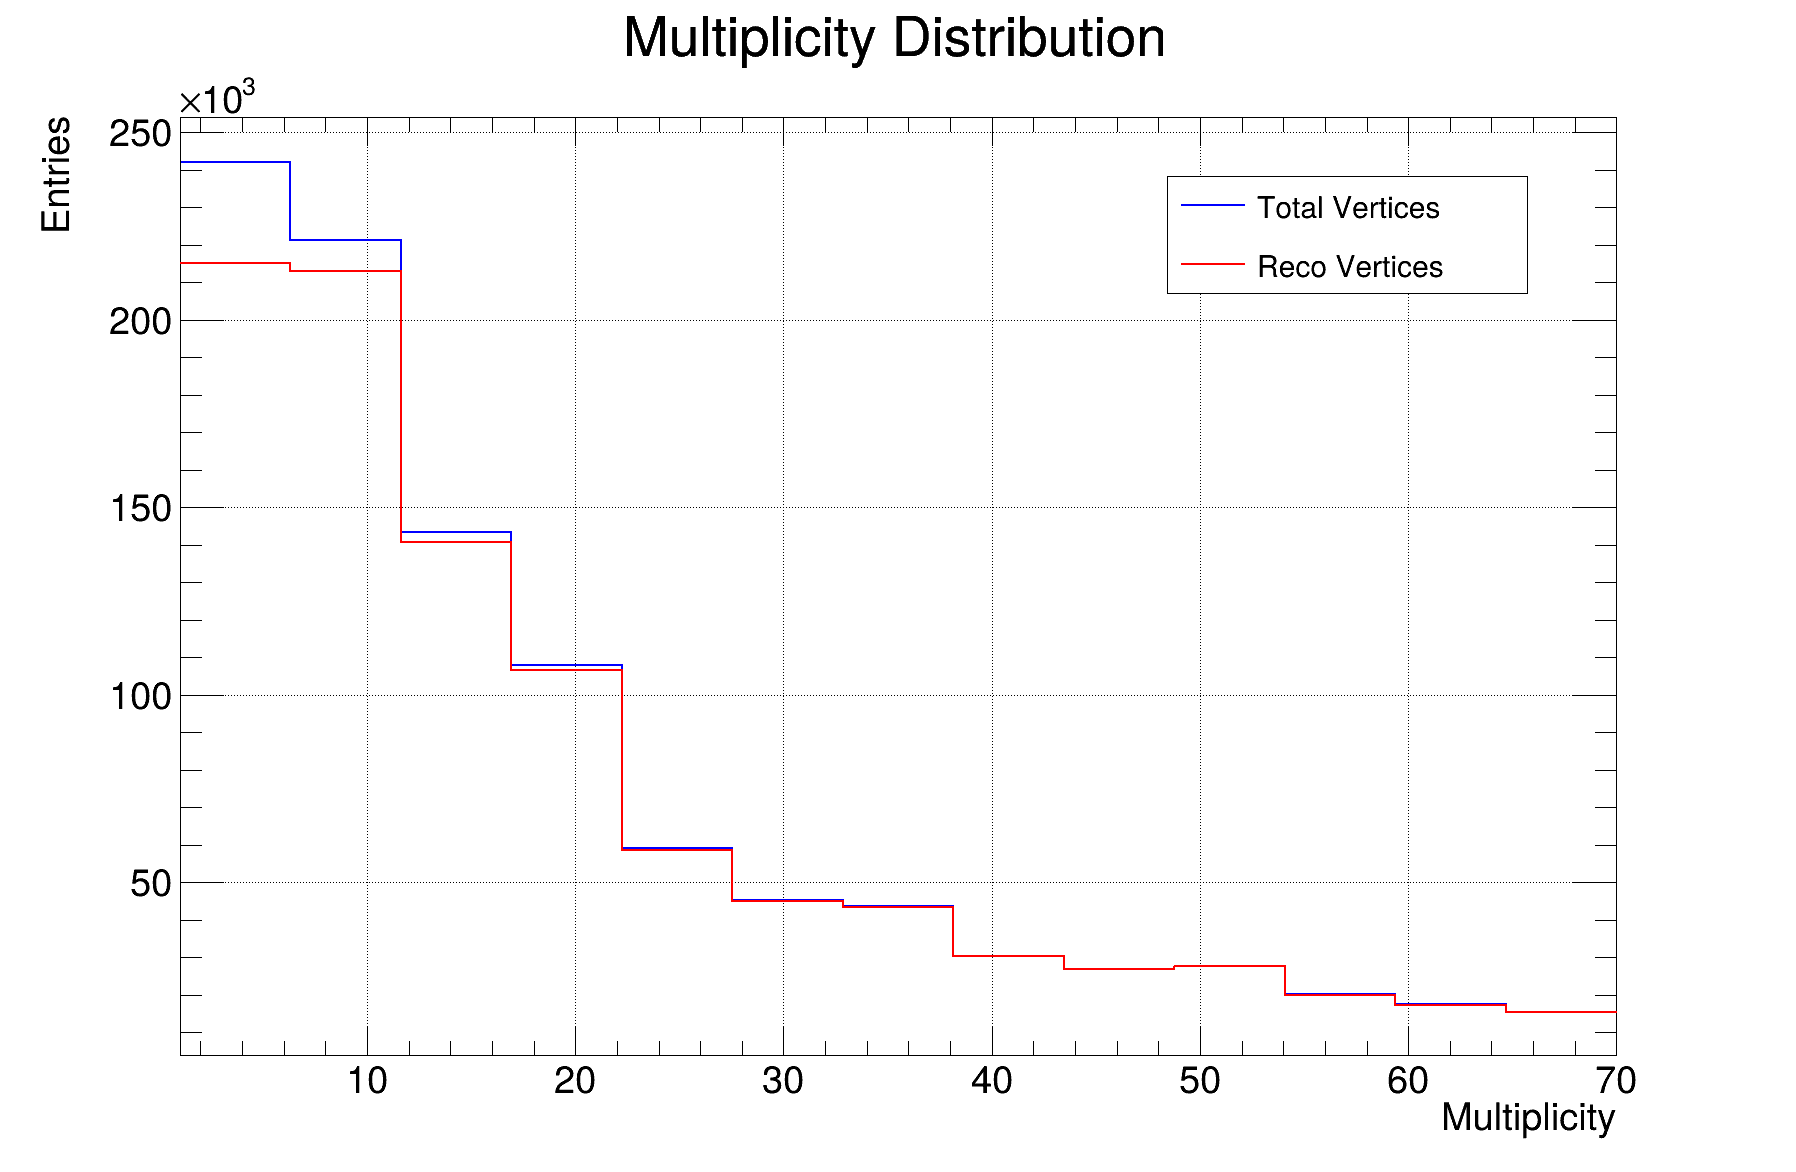 Multiplicity Distribution
×10³
Entries
250
200
150
100
50
Total Vertices
Reco Vertices
10 20 30 40 50 60 70
Multiplicity